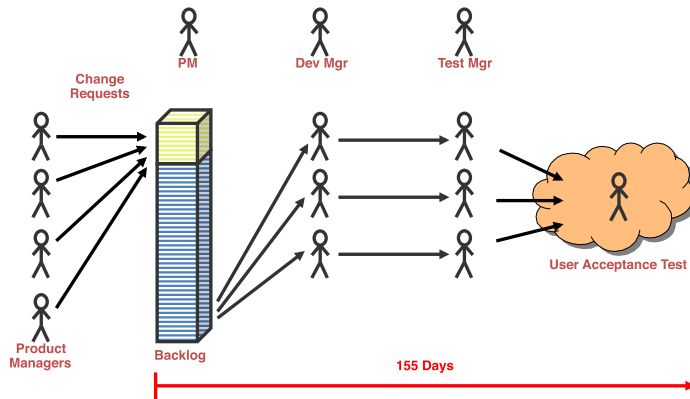 PM
Dev Mgr
Test Mgr
Change
Requests
User Acceptance Test
Product
Managers
Backlog
155 Days